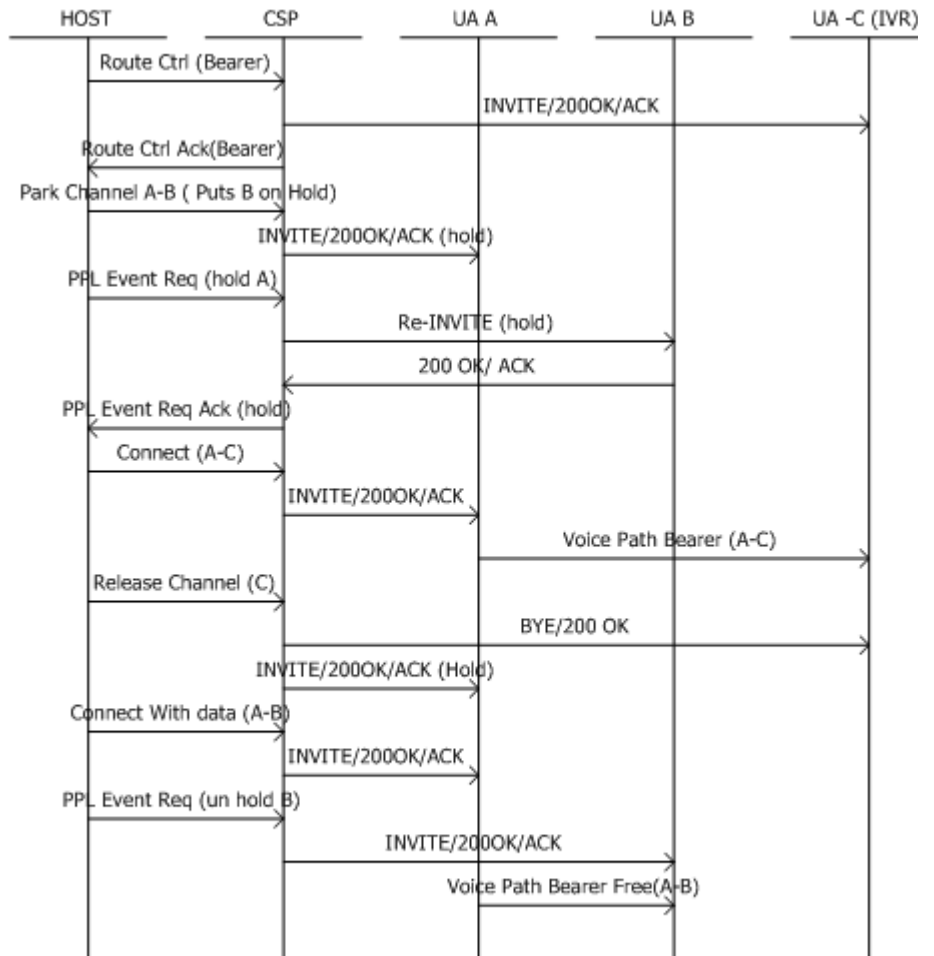 HOST CSP UA A UA B UA -C (IVR)
Route Ctrl (Bearer)
INVITE/200OK/ACK
Route Ctrl Ack(Bearer)
Park Channel A-B ( Puts B on Hold)
INVITE/200OK/ACK (hold)
PPL Event Req (hold A)
Re-INVITE (hold)
200 OK/ ACK
PPL Event Req Ack (hold)
Connect (A-C)
INVITE/200OK/ACK
Voice Path Bearer (A-C)
Release Channel (C)
BYE/200 OK
INVITE/200OK/ACK (Hold)
Connect With data (A-B)
INVITE/200OK/ACK
PPL Event Req (un hold B)
INVITE/200OK/ACK
Voice Path Bearer Free(A-B)